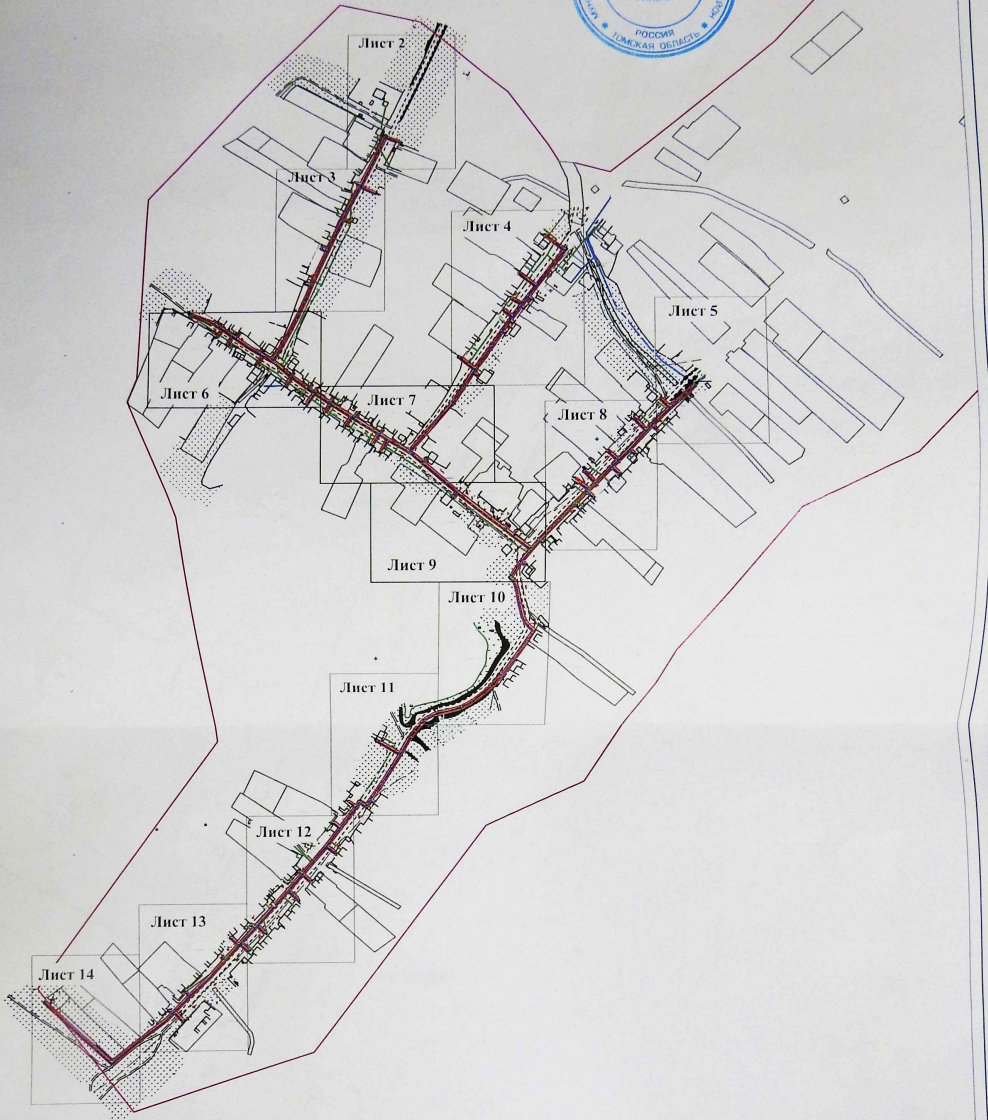 РОССИЯ
* ТОМСКАЯ ОБЛАСТЬ *
Лист 2
Лист 3
Лист 4
Лист 5
Лист 6
Лист 7
Лист 8
Лист 9
Лист 10
Лист 11
Лист 12
Лист 13
Лист 14